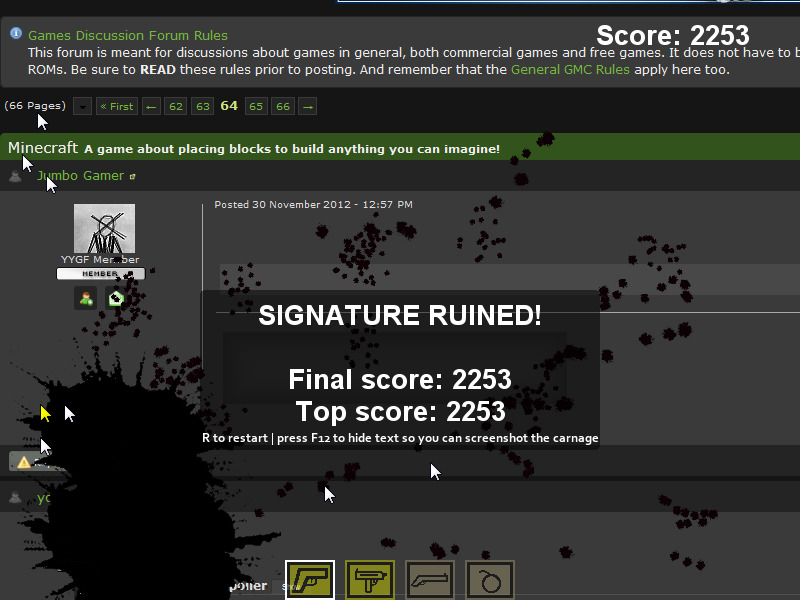 Games Discussion Forum Rules
Score: 2253
This forum is meant for discussions about games in general, both commercial games and free games. It does not have to b
ROMs. Be sure to READ these rules prior to posting. And remember that the General GMC Rules apply here too.
(66 Pages) « First ← 62 63 64 65 66 →
Minecraft A game about placing blocks to build anything you can imagine!
Jumbo Gamer
Posted 30 November 2012 - 12:57 PM
YYGF Member
MEMBER
SIGNATURE RUINED!
Final score: 2253
Top score: 2253
R to restart | press F12 to hide text so you can screenshot the carnage